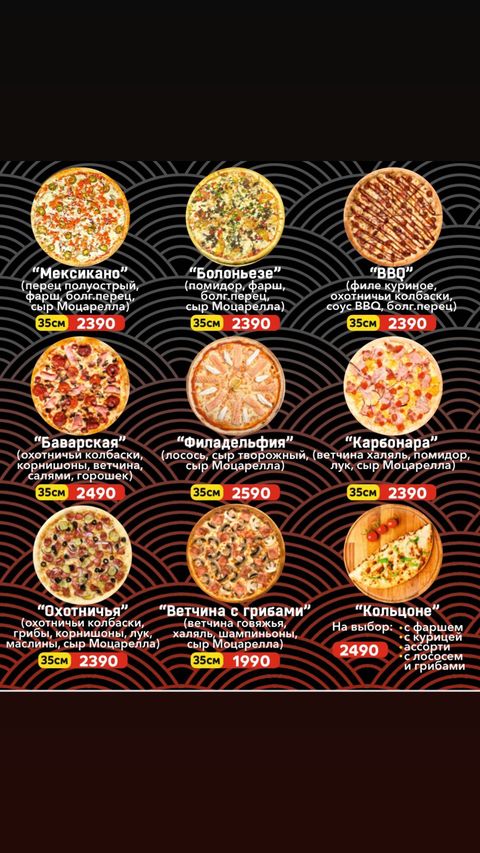 “Мексикано”
(перец полуострый,
фарш, болг.перец,
сыр Моцарелла)
35см 2390
“Болоньезе”
(помидор, фарш,
болг.перец,
сыр Моцарелла)
35см 2390
“BBQ”
(филе куриное,
охотничьи колбаски,
соус BBQ, болг.перец)
35см 2390
“Баварская”
(охотничьи колбаски,
корнишоны, ветчина,
салями, горошек)
35см 2490
“Филадельфия”
(лосось, сыр творожный,
сыр Моцарелла)
35см 2590
“Карбонара”
(ветчина халяль, помидор,
лук, сыр Моцарелла)
35см 2390
“Охотничья”
(охотничьи колбаски,
грибы, корнишоны, лук,
маслины, сыр Моцарелла)
35см 2390
“Ветчина с грибами”
(ветчина говяжья,
халяль, шампиньоны,
сыр Моцарелла)
35см 1990
“Кольцоне”
На выбор:
2490
•с фаршем
•с курицей
•ассорти
•с лососем
и грибами